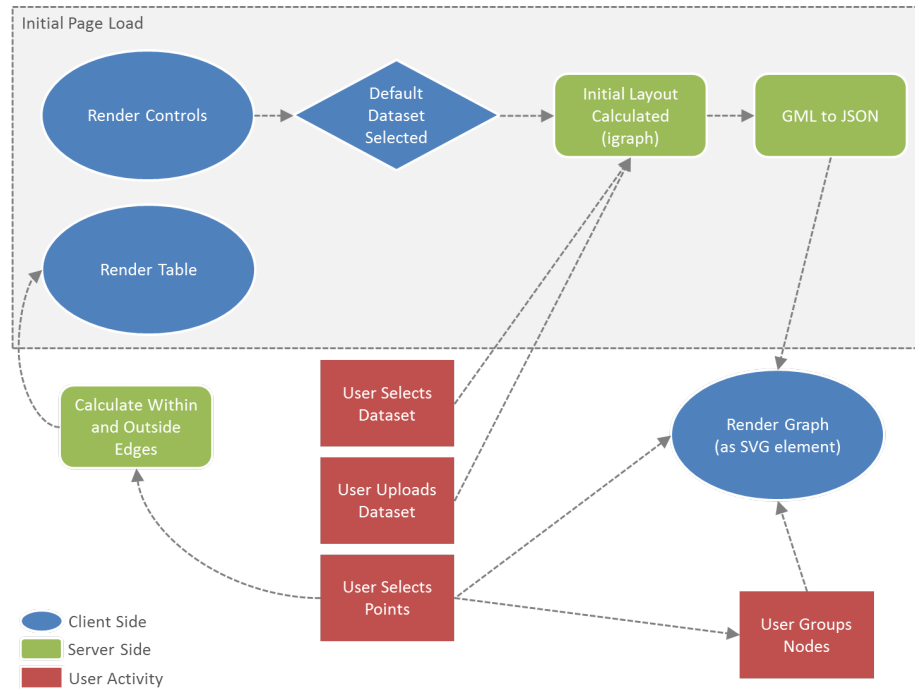 Initial Page Load
Render Controls
Default
Dataset
Selected
Initial Layout
Calculated
(igraph)
GML to JSON
Render Table
User Selects
Dataset
Calculate Within
and Outside
Edges
Render Graph
(as SVG element)
User Uploads
Dataset
User Selects
Points
User Groups
Nodes
Client Side
Server Side
User Activity